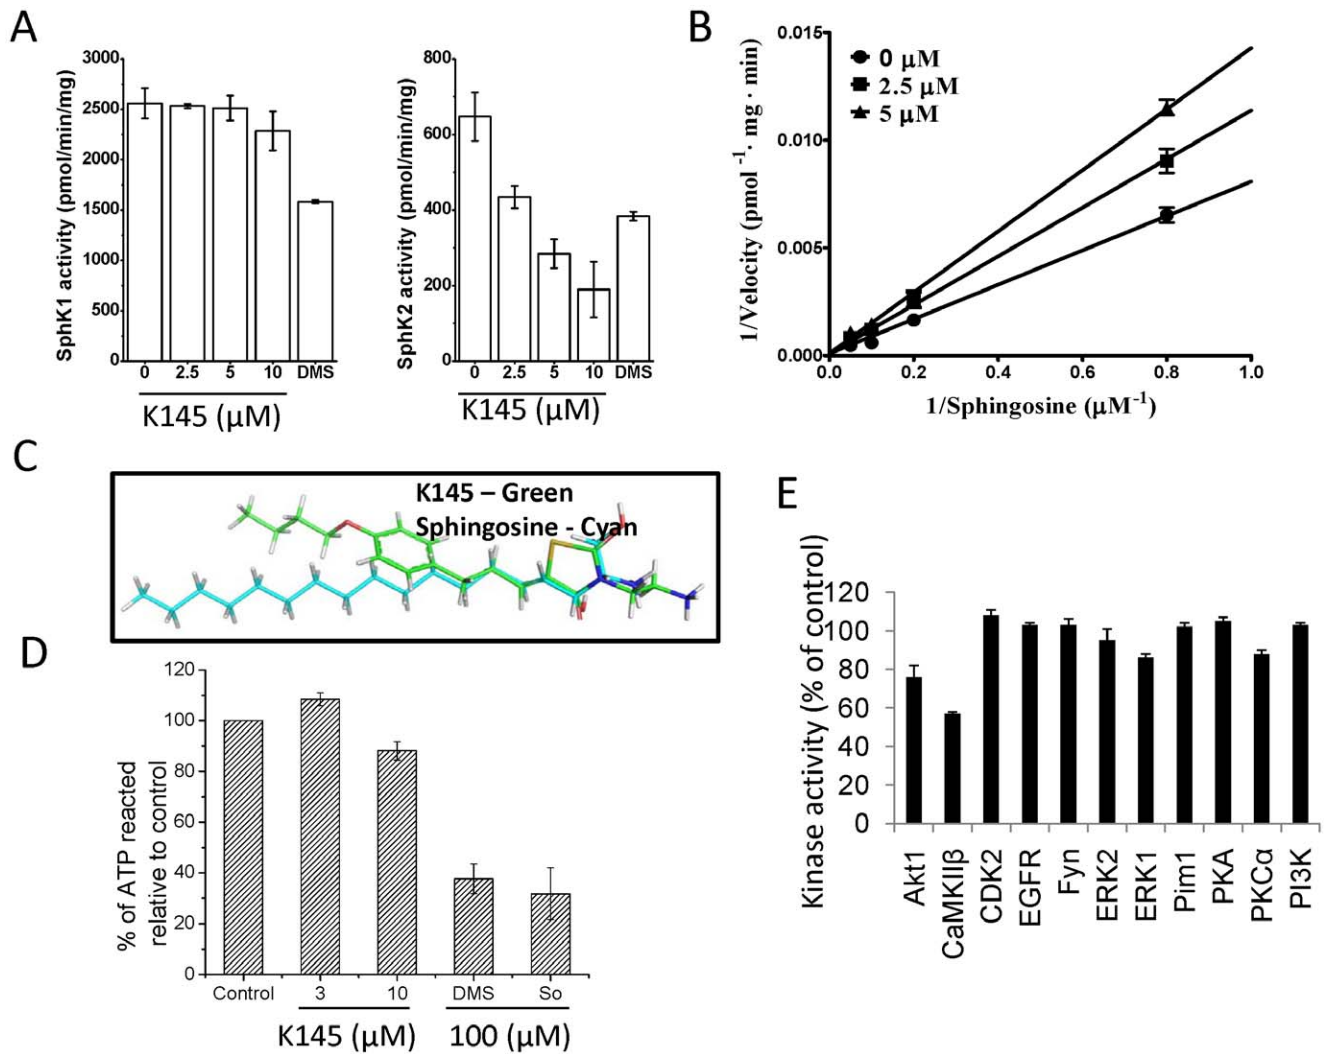 A
SphK1 activity (pmol/min/mg)
3000
2500
2000
1500
1000
500
0
0 2.5 5 10 DMS
K145 (μM)
SphK2 activity (pmol/min/mg)
800
600
400
200
0
0 2.5 5 10 DMS
K145 (μM)
B
1/Velocity (pmol ⁻¹· mg · min)
0.015
0.010
0.005
0.000
0 μM
2.5 μM
5 μM
0.0 0.2 0.4 0.6 0.8 1.0
1/Sphingosine (μM⁻¹)
C
K145 – Green
Sphingosine - Cyan
D
% of ATP reacted
relative to control
120
100
80
60
40
20
0
Control 3 10 DMS So
K145 (μM) 100 (μM)
E
Kinase activity (% of control)
120
100
80
60
40
20
0
Akt1
CaMKIIβ
CDK2
EGFR
Fyn
ERK2
ERK1
Pim1
PKA
PKCα
PI3K